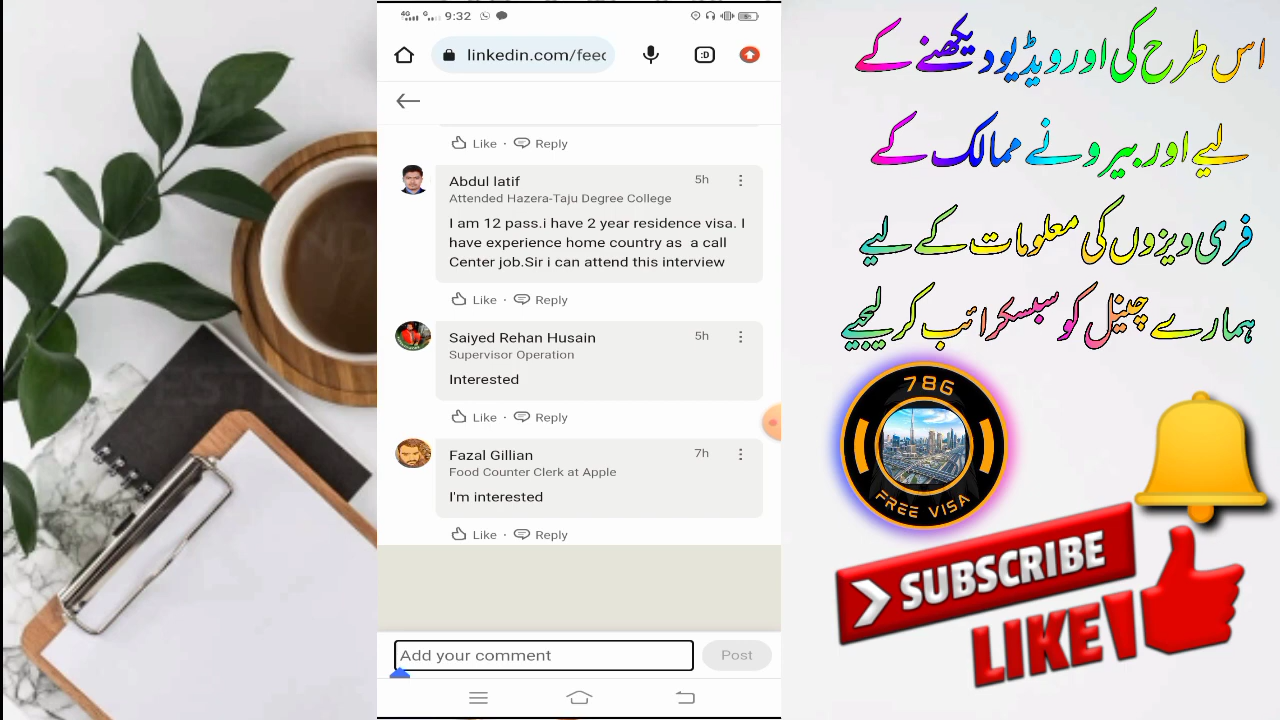 4G G 9:32
linkedin.com/feed
:D
Like · Reply
Abdul latif 5h
Attended Hazera-Taju Degree College
I am 12 pass.i have 2 year residence visa. I
have experience home country as a call
Center job.Sir i can attend this interview
Like · Reply
Saiyed Rehan Husain 5h
Supervisor Operation
Interested
Like · Reply
Fazal Gillian 7h
Food Counter Clerk at Apple
I'm interested
Like · Reply
Add your comment Post
اس طرح کی اور ویڈیو دیکھنے کے
لیے اور بیرونے ممالک کے
فری ویزوں کی معلومات کے لیے
ہمارے چینل کو سبسکرائب کر لیجیے
786
FREE VISA
SUBSCRIBE
LIKE